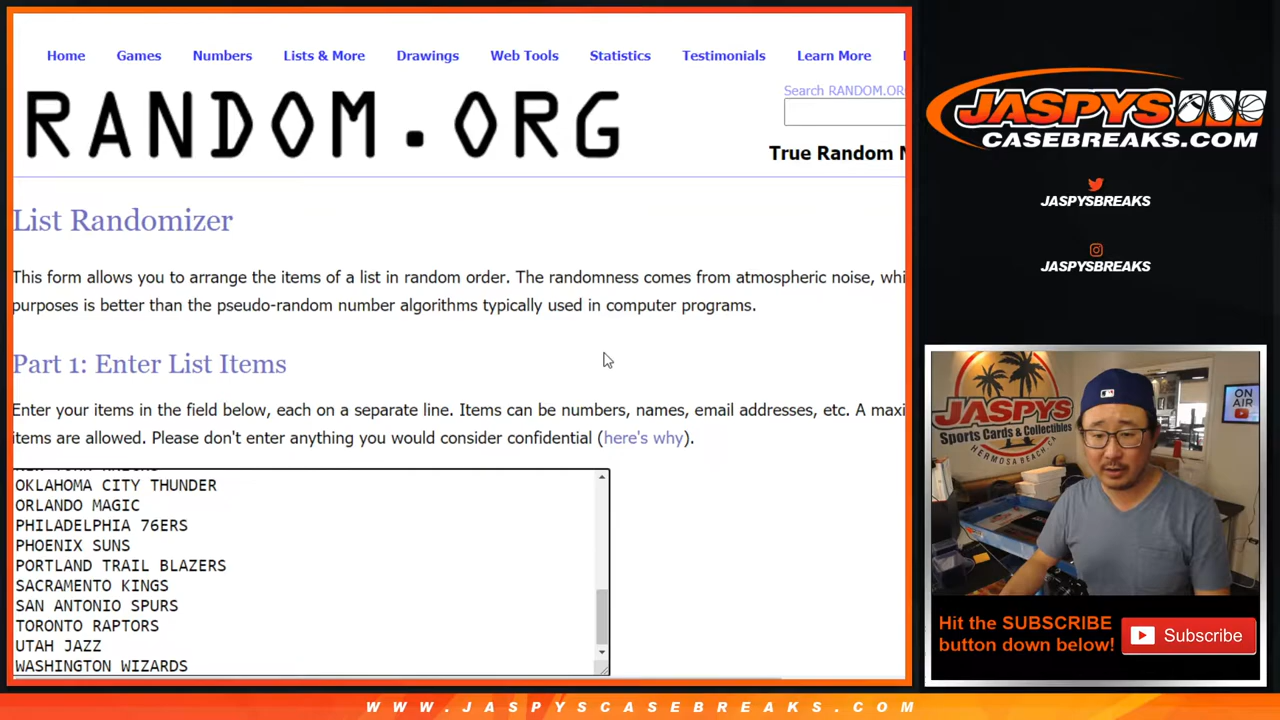 Home Games Numbers Lists & More Drawings Web Tools Statistics Testimonials Learn More
RANDOM.ORG
Search RANDOM.OR
True Random
List Randomizer
This form allows you to arrange the items of a list in random order. The randomness comes from atmospheric noise, whi
purposes is better than the pseudo-random number algorithms typically used in computer programs.
Part 1: Enter List Items
Enter your items in the field below, each on a separate line. Items can be numbers, names, email addresses, etc. A maxi
items are allowed. Please don't enter anything you would consider confidential (here's why).
OKLAHOMA CITY THUNDER
ORLANDO MAGIC
PHILADELPHIA 76ERS
PHOENIX SUNS
PORTLAND TRAIL BLAZERS
SACRAMENTO KINGS
SAN ANTONIO SPURS
TORONTO RAPTORS
UTAH JAZZ
WASHINGTON WIZARDS
JASPYS
CASEBREAKS.COM
JASPYSBREAKS
JASPYSBREAKS
JASPYS
Sports Cards & Collectibles
HERMOSA BEACH
ON AIR
Hit the SUBSCRIBE
button down below!
Subscribe
WWW.JASPYSCASEBREAKS.COM